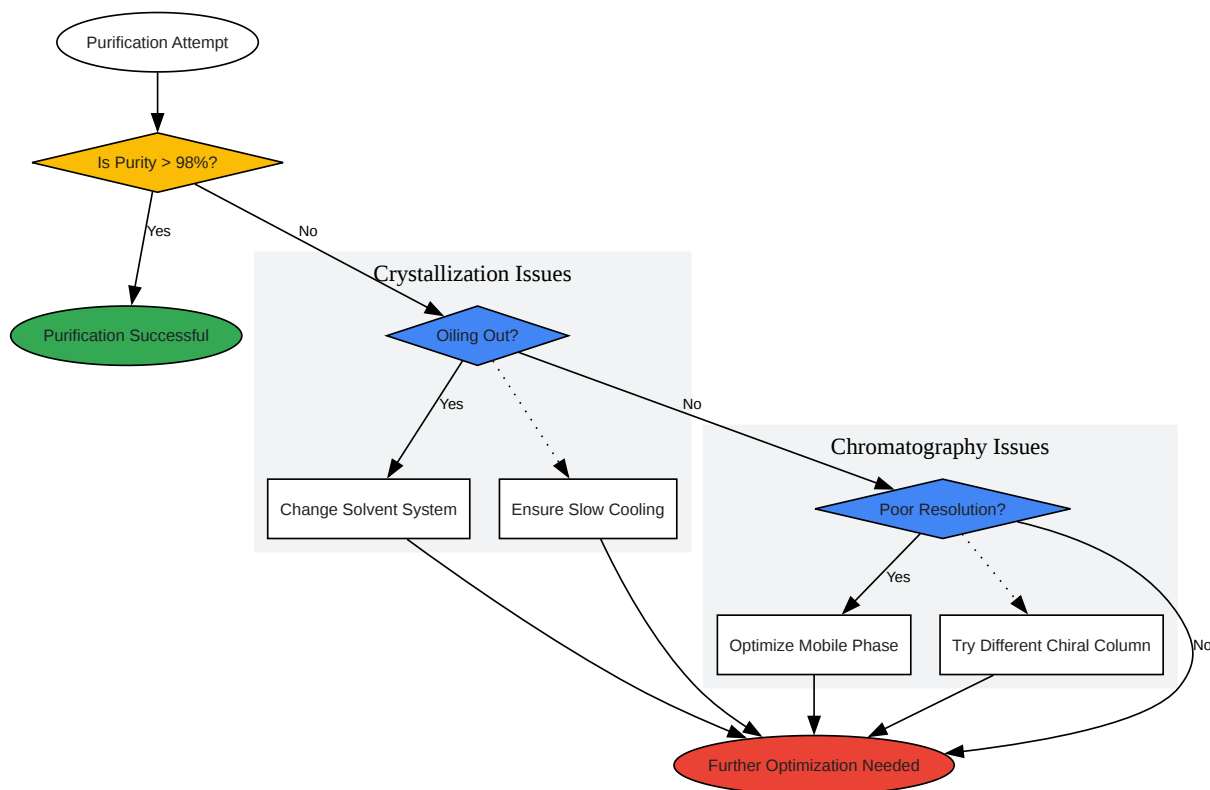 Purification Attempt
Is Purity > 98%?
Yes
No
Crystallization Issues
Purification Successful
Oiling Out?
Yes
No
Chromatography Issues
Change Solvent System
Ensure Slow Cooling
Poor Resolution?
Yes
Optimize Mobile Phase
Try Different Chiral Column
No
Further Optimization Needed